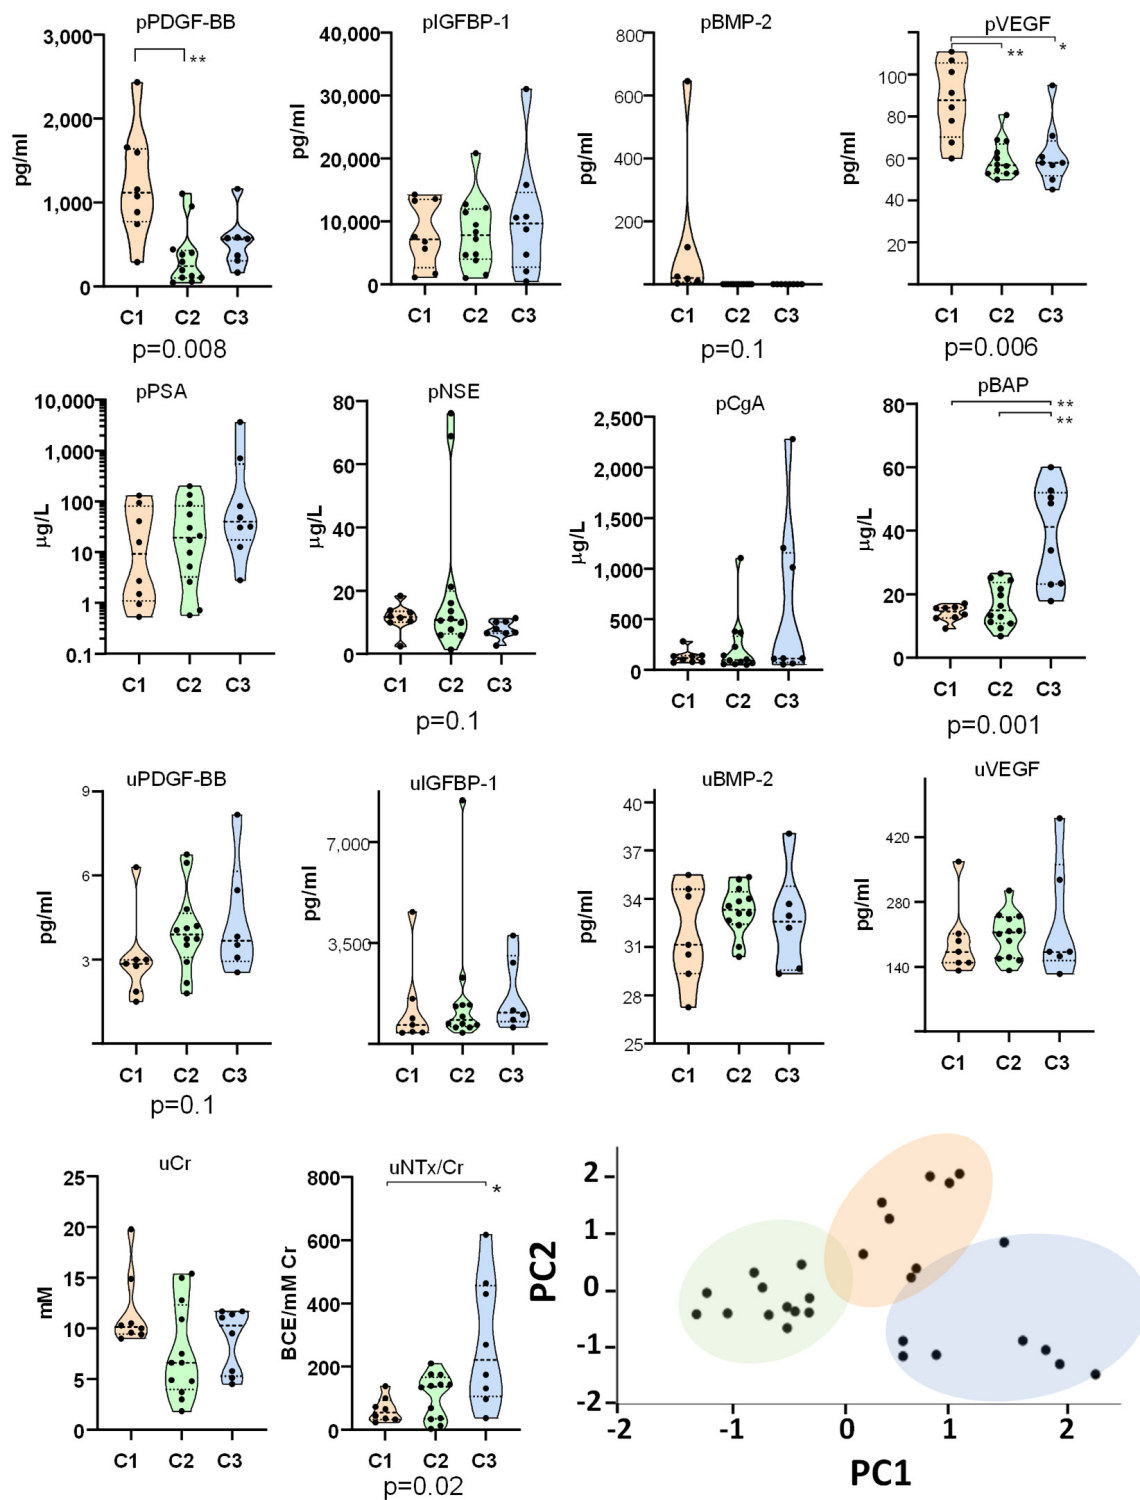 pPDGF-BB
3,000
2,000
1,000
0
pg/ml
**
C1 C2 C3
p=0.008
pIGFBP-1
40,000
30,000
20,000
10,000
0
pg/ml
C1 C2 C3
pBMP-2
800
600
400
200
0
pg/ml
C1 C2 C3
p=0.1
pVEGF
100
80
60
40
20
pg/ml
**
*
C1 C2 C3
p=0.006
pPSA
10,000
1,000
100
10
1
0.1
μg/L
C1 C2 C3
pNSE
80
60
40
20
0
μg/L
C1 C2 C3
p=0.1
pCgA
2,500
2,000
1,500
1,000
500
0
μg/L
C1 C2 C3
pBAP
80
60
40
20
0
μg/L
**
**
C1 C2 C3
p=0.001
uPDGF-BB
9
6
3
pg/ml
C1 C2 C3
p=0.1
uIGFBP-1
7,000
3,500
pg/ml
C1 C2 C3
uBMP-2
40
37
34
31
28
25
pg/ml
C1 C2 C3
uVEGF
420
280
140
pg/ml
C1 C2 C3
uCr
25
20
15
10
5
0
mM
C1 C2 C3
uNTx/Cr
800
600
400
200
0
BCE/mM Cr
*
C1 C2 C3
p=0.02
2
1
0
-1
-2
PC2
-2 -1 0 1 2
PC1